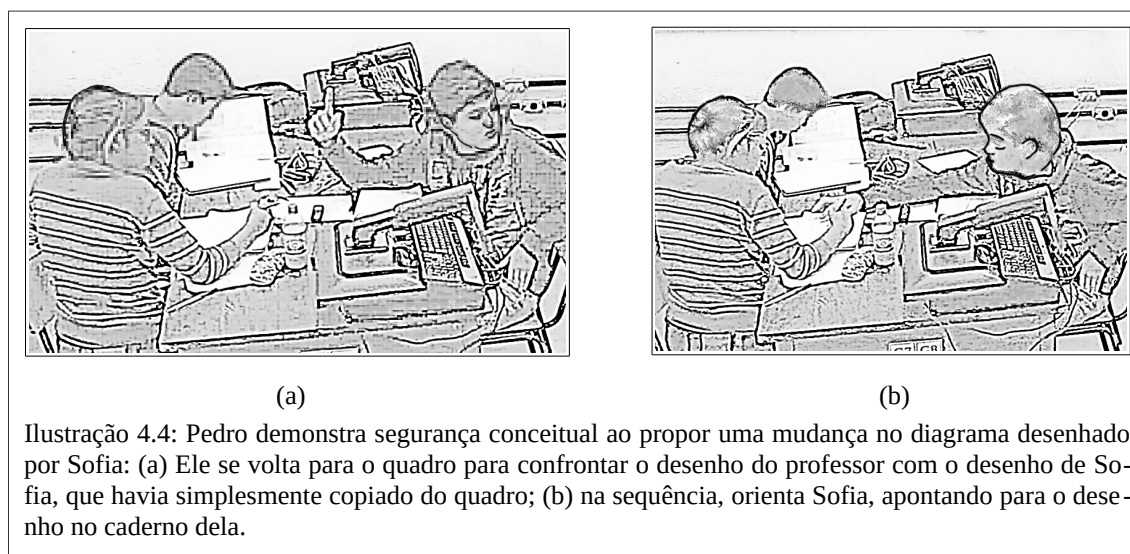 C7 C8
(a)
(b)
Ilustração 4.4: Pedro demonstra segurança conceitual ao propor uma mudança no diagrama desenhado
por Sofia: (a) Ele se volta para o quadro para confrontar o desenho do professor com o desenho de So-
fia, que havia simplesmente copiado do quadro; (b) na sequência, orienta Sofia, apontando para o dese-
nho no caderno dela.